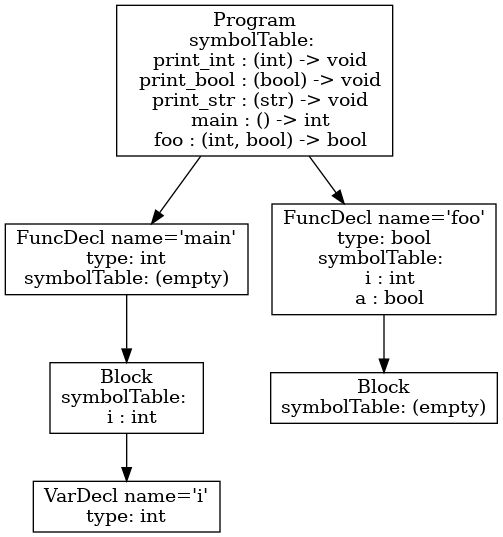 Program
symbolTable:
print_int : (int) -> void
print_bool : (bool) -> void
print_str : (str) -> void
main : () -> int
foo : (int, bool) -> bool
FuncDecl name='main'
type: int
symbolTable: (empty)
FuncDecl name='foo'
type: bool
symbolTable:
i : int
a : bool
Block
symbolTable:
i : int
Block
symbolTable: (empty)
VarDecl name='i'
type: int